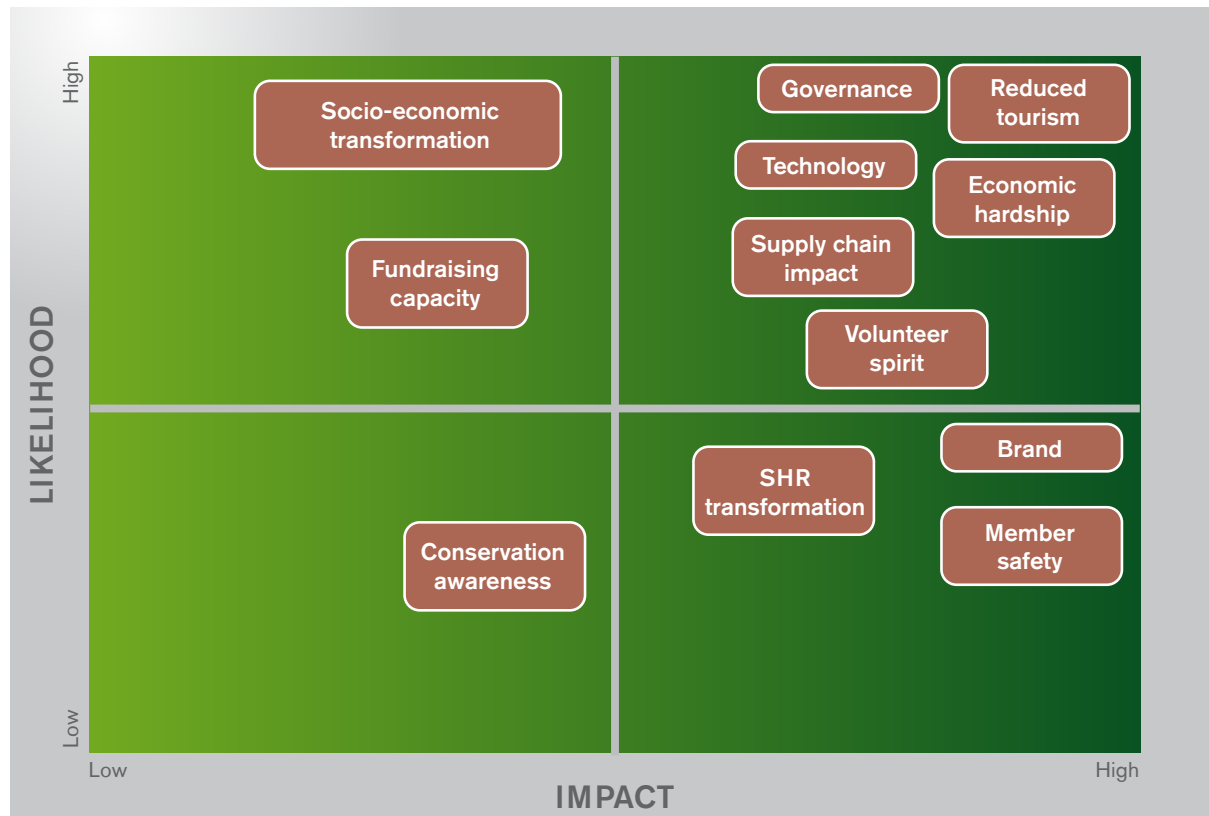 High
Governance
Reduced
tourism
Socio-economic
transformation
Technology
Economic
hardship
Supply chain
impact
Fundraising
capacity
Volunteer
spirit
LIKELIHOOD
Brand
SHR
transformation
Member
safety
Conservation
awareness
Low
Low
High
IMPACT